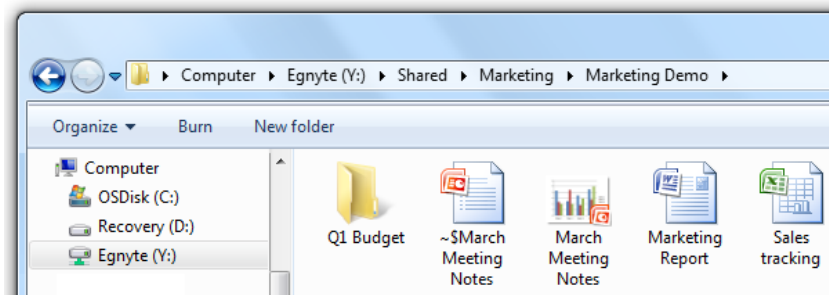 Computer ▸ Egnyte (Y:) ▸ Shared ▸ Marketing ▸ Marketing Demo ▸
Organize ▾ Burn New folder
Computer
OSDisk (C:)
Recovery (D:)
Egnyte (Y:)
Q1 Budget
~$March
Meeting
Notes
March
Meeting
Notes
Marketing
Report
Sales
tracking